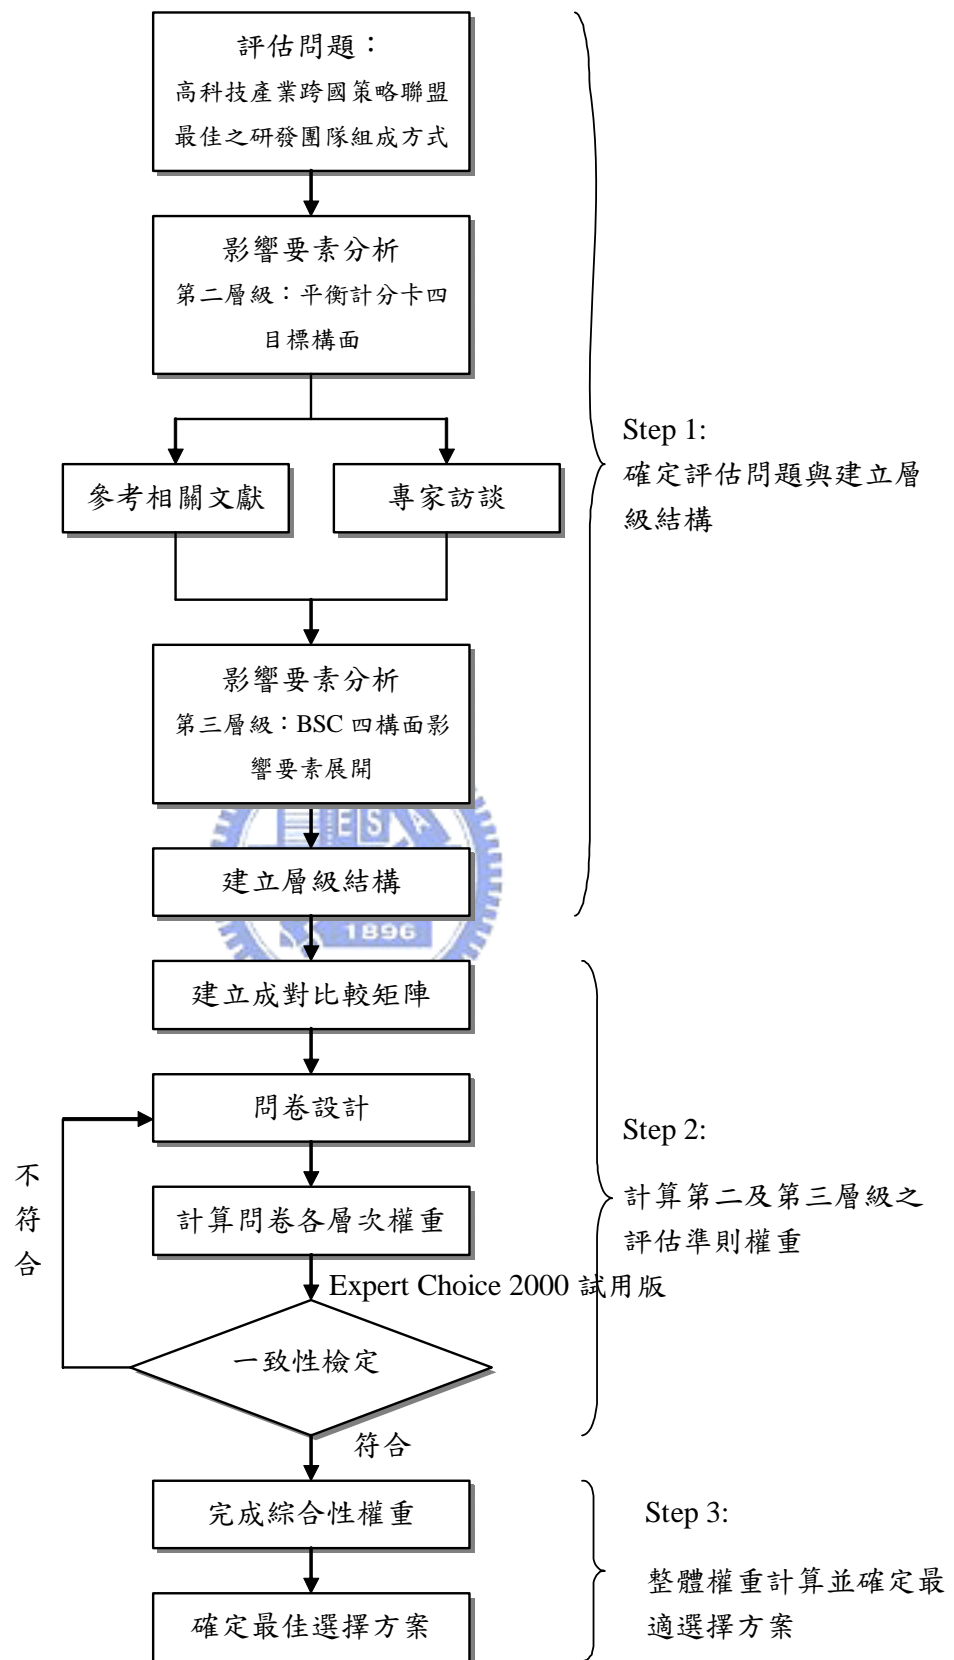 評估問題：
高科技產業跨國策略聯盟
最佳之研發團隊組成方式
影響要素分析
第二層級：平衡計分卡四
目標構面
參考相關文獻
專家訪談
Step 1:
確定評估問題與建立層
級結構
影響要素分析
第三層級：BSC 四構面影
響要素展開
ESA
建立層級結構
1896
建立成對比較矩陣
問卷設計
Step 2:
計算第二及第三層級之
評估準則權重
不
符
合
計算問卷各層次權重
Expert Choice 2000 試用版
一致性檢定
符合
完成綜合性權重
Step 3:
整體權重計算並確定最
適選擇方案
確定最佳選擇方案